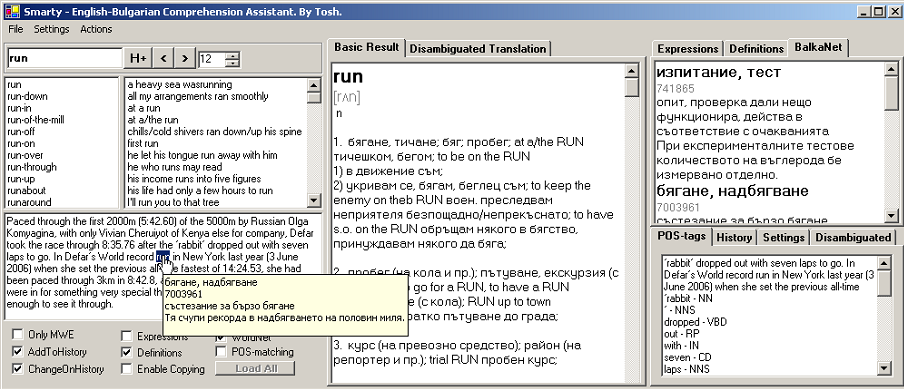 Smarty - English-Bulgarian Comprehension Assistant. By Tosh.
File Settings Actions
run H+ < > 12
run
run-down
run-in
run-of-the-mill
run-off
run-on
run-over
run-through
run-up
runabout
runaround
a heavy sea wasrunning
all my arrangements ran smoothly
at a run
at a/the run
chills/cold shivers ran down/up his spine
first run
he let his tongue run away with him
he who runs may read
his income runs into five figures
his life had only a few hours to run
I'll run you to that tree
Paced through the first 2000m (5:42.60) of the 5000m by Russian Olga
Komyagina, with only Vivian Cheruiyot of Kenya else for company, Defar
took the race through 8:35.76 after the 'rabbit' dropped out with seven
laps to go. In Defar's World record run in New York last year (3 June
2006) when she set the previous all fastest of 14:24.53, she had
been paced through 3km in 8:42.8,
were in for something very special th
enough to see it through.
бягане, надбягване
7003961
състезание за бързо бягане
Тя счупи рекорда в надбягването на половин миля.
Only MWE
AddToHistory
ChangeOnHistory
Expressions
Definitions
Enable Copying
WordNet
POS-matching
Load All
Basic Result Disambiguated Translation
run
[rʌn]
n
1. бягане, тичане; бяг; пробег; at a/the RUN
тичешком, бегом; to be on the RUN
1) в движение съм;
2) укривам се, бягам, беглец съм; to keep the
enemy on theb RUN воен. преследвам
неприятеля безпощадно/непрекъснато; to have
s.o. on the RUN обръщам някого в бягство,
принуждавам някого да бяга;
2. пробег (на кола и пр.); пътуване, екскурзия (с
go for a RUN, to have a RUN
(с кола); RUN up to town
ратко пътуване до града;
3. курс (на превозно средство); район (на
репортер и пр.); trial RUN пробен курс;
Expressions Definitions BalkaNet
изпитание, тест
741865
опит, проверка дали нещо
функционира, действа в
съответствие с очакванията
При експерименталните тестове
количеството на въглерода бе
измервано отделно.
бягане, надбягване
7003961
състезание за бързо бягане
POS-tags History Settings Disambiguated
'rabbit' dropped out with seven laps to go. In
Defar's World record run in New York last year (3
June 2006) when she set the previous all-time
'rabbit - NN
' - NNS
dropped - VBD
out - RP
with - IN
seven - CD
laps - NNS